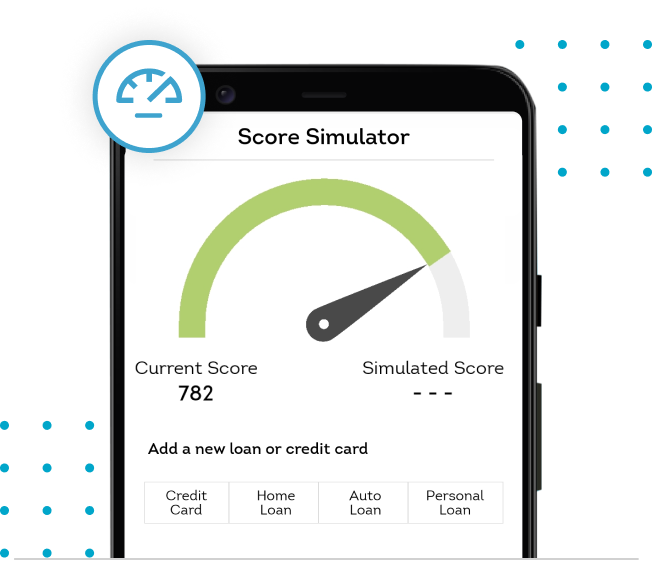 Score Simulator
Current Score
Simulated Score
782
- - -
Add a new loan or credit card
Credit
Card
Home
Loan
Auto
Loan
Personal
Loan